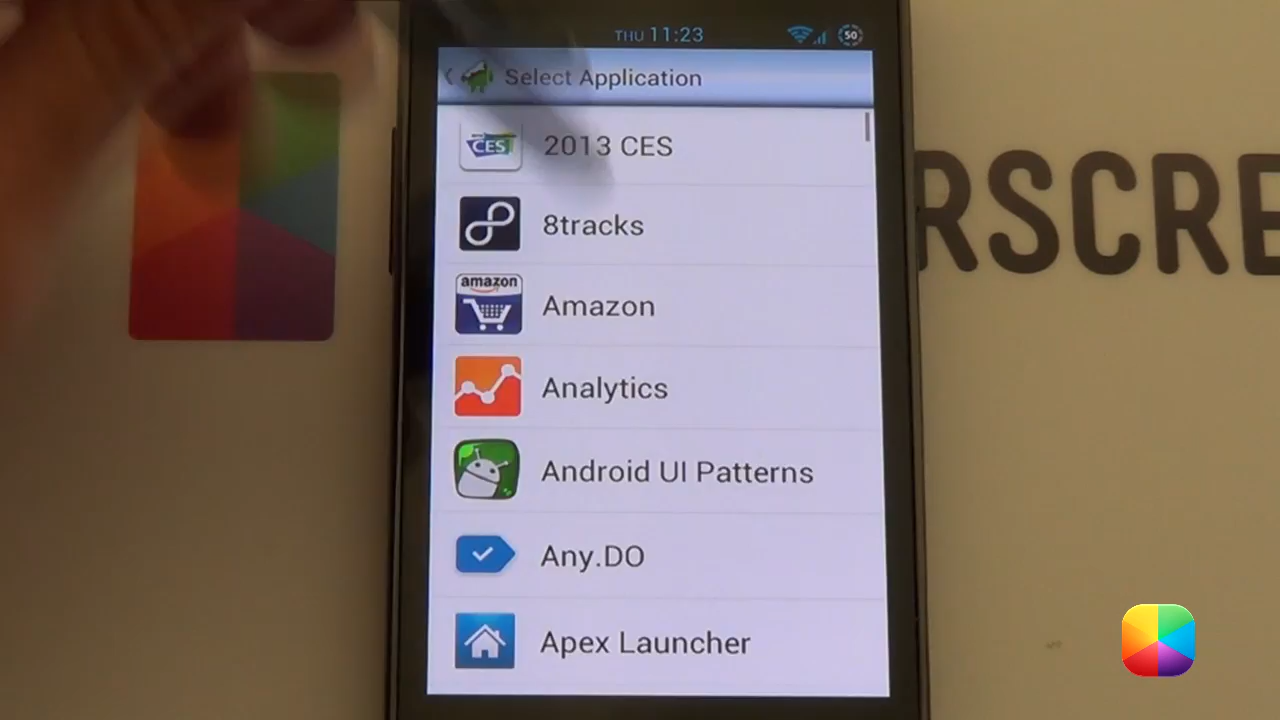 THU 11:23
50
Select Application
CES
2013 CES
8tracks
amazon
Amazon
Analytics
Android UI Patterns
Any.DO
Apex Launcher
RSCRE